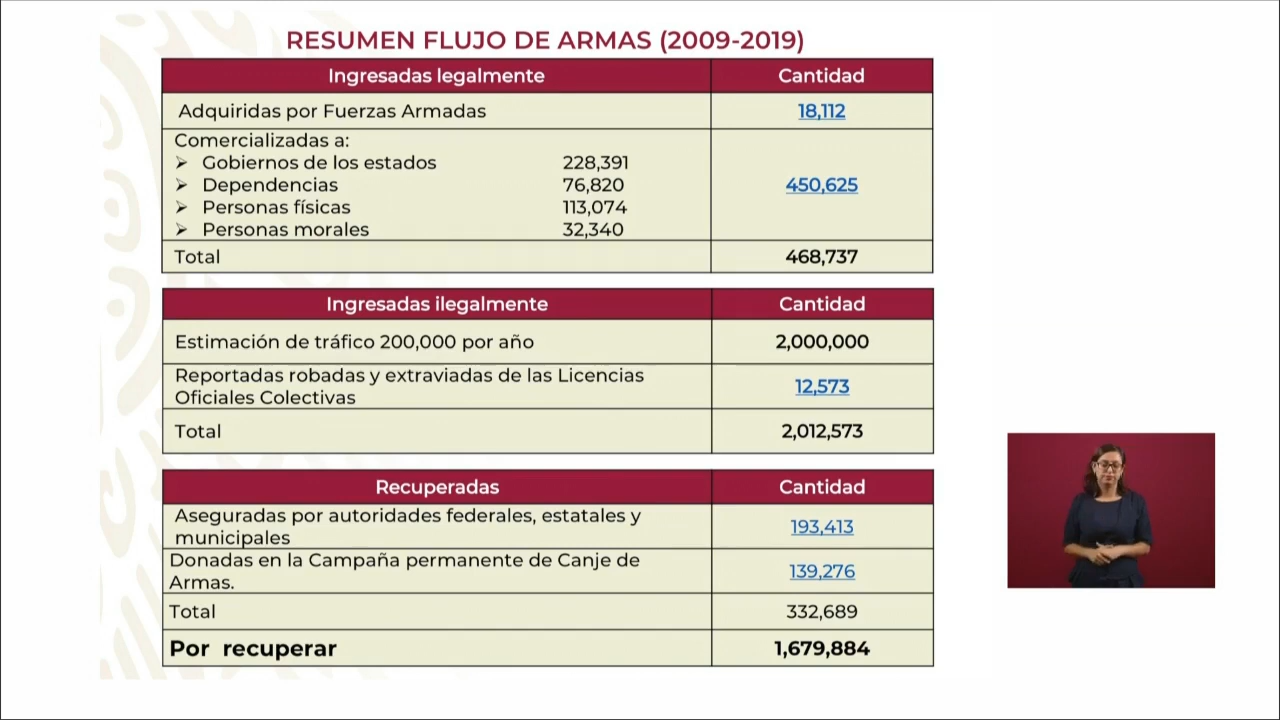 RESUMEN FLUJO DE ARMAS (2009-2019)
Ingresadas legalmente Cantidad
Adquiridas por Fuerzas Armadas 18,112
Comercializadas a:
➢ Gobiernos de los estados 228,391
➢ Dependencias 76,820
➢ Personas físicas 113,074
➢ Personas morales 32,340
450,625
Total 468,737
Ingresadas ilegalmente Cantidad
Estimación de tráfico 200,000 por año 2,000,000
Reportadas robadas y extraviadas de las Licencias
Oficiales Colectivas
12,573
Total 2,012,573
Recuperadas Cantidad
Aseguradas por autoridades federales, estatales y
municipales
193,413
Donadas en la Campaña permanente de Canje de
Armas.
139,276
Total 332,689
Por recuperar 1,679,884